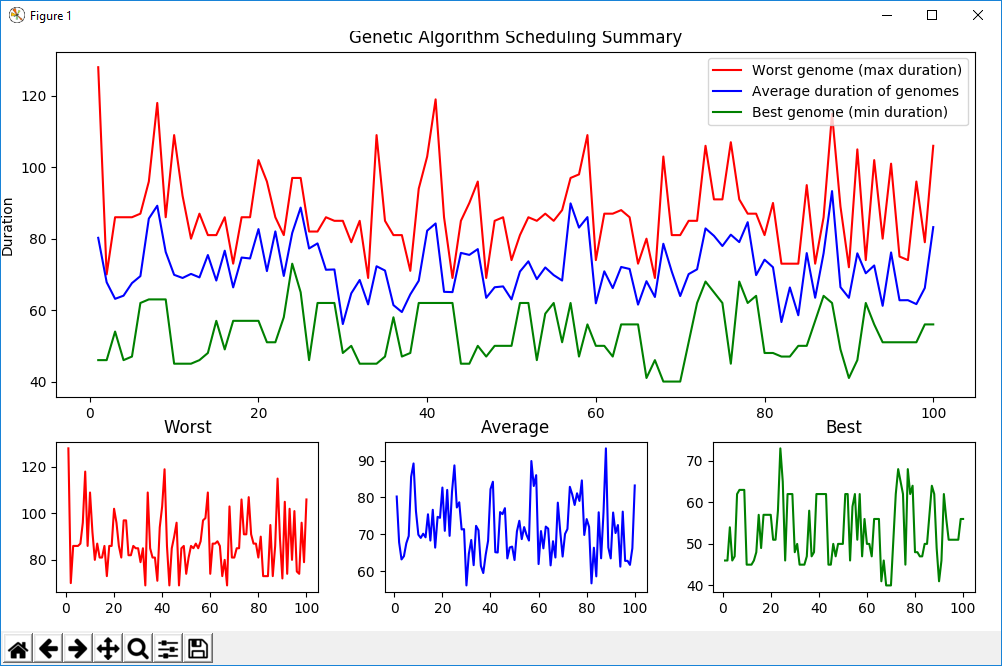 Figure 1
Genetic Algorithm Scheduling Summary
Worst genome (max duration)
Average duration of genomes
Best genome (min duration)
Duration
120
100
80
60
40
0 20 40 60 80 100
Worst
120
100
80
0 20 40 60 80 100
Average
90
80
70
60
0 20 40 60 80 100
Best
70
60
50
40
0 20 40 60 80 100